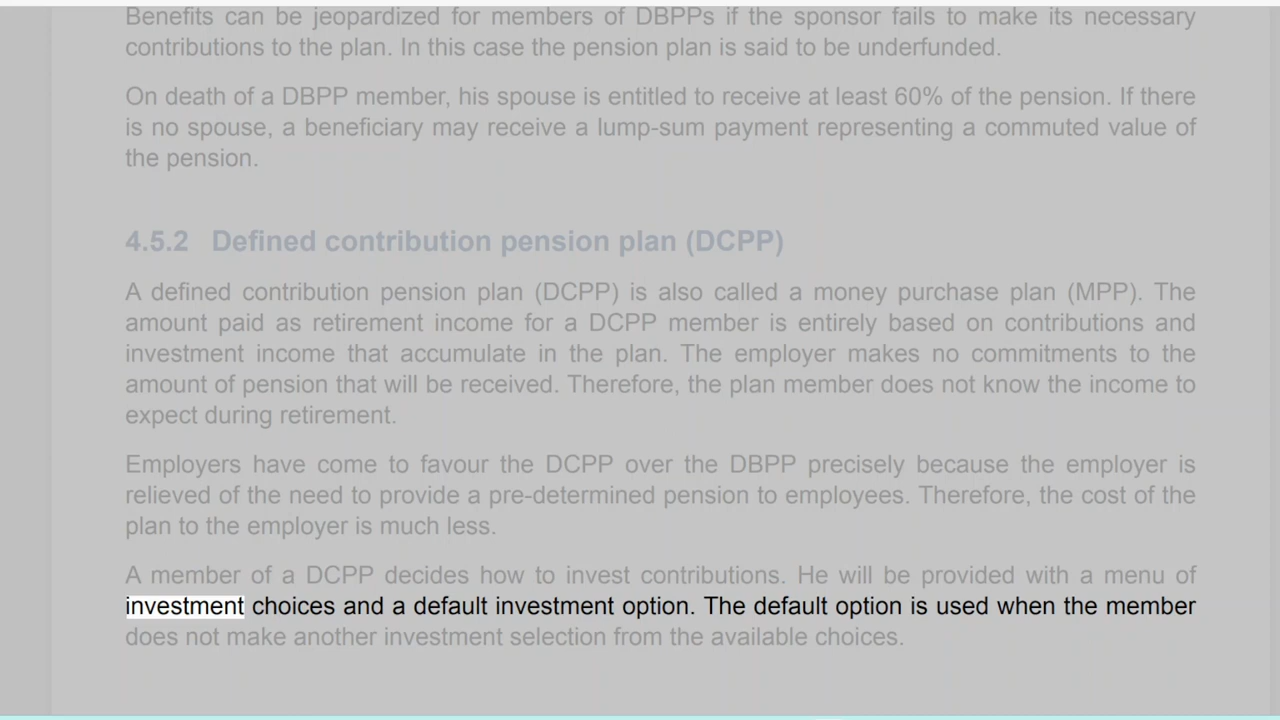 Benefits can be jeopardized for members of DBPPs if the sponsor fails to make its necessary
contributions to the plan. In this case the pension plan is said to be underfunded.
On death of a DBPP member, his spouse is entitled to receive at least 60% of the pension. If there
is no spouse, a beneficiary may receive a lump-sum payment representing a commuted value of
the pension.
4.5.2 Defined contribution pension plan (DCPP)
A defined contribution pension plan (DCPP) is also called a money purchase plan (MPP). The
amount paid as retirement income for a DCPP member is entirely based on contributions and
investment income that accumulate in the plan. The employer makes no commitments to the
amount of pension that will be received. Therefore, the plan member does not know the income to
expect during retirement.
Employers have come to favour the DCPP over the DBPP precisely because the employer is
relieved of the need to provide a pre-determined pension to employees. Therefore, the cost of the
plan to the employer is much less.
A member of a DCPP decides how to invest contributions. He will be provided with a menu of
investment choices and a default investment option. The default option is used when the member
does not make another investment selection from the available choices.